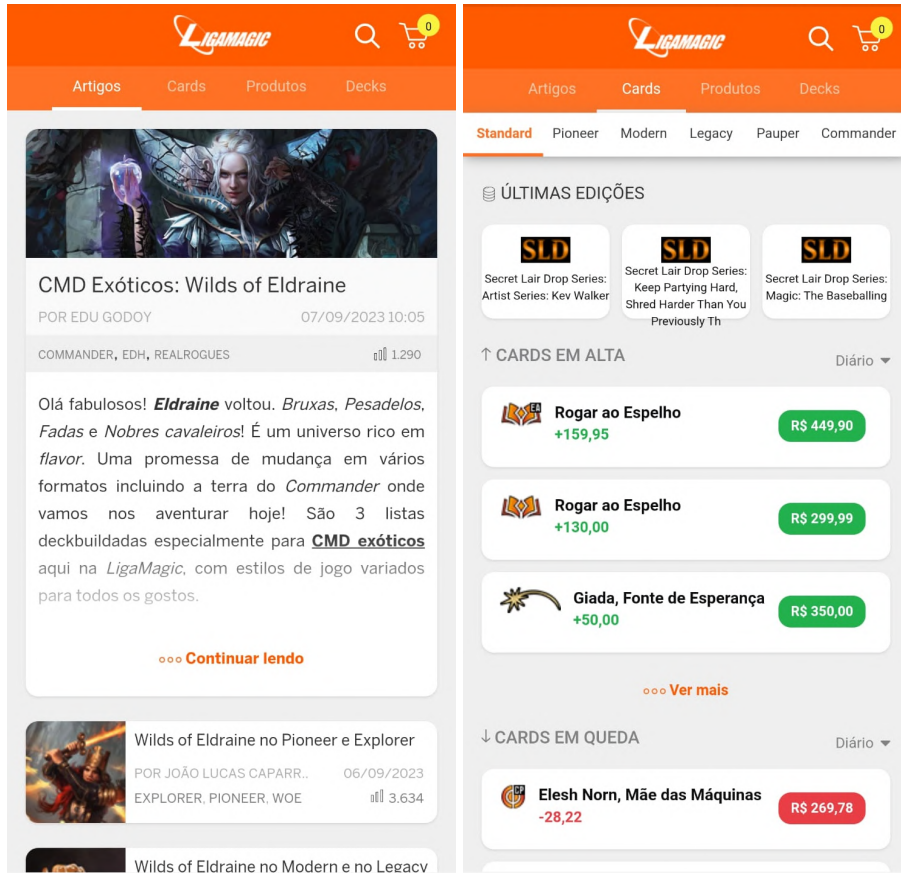 LIGAMAGIC
0
Artigos Cards Produtos Decks
CMD Exóticos: Wilds of Eldraine
POR EDU GODOY 07/09/2023 10:05
COMMANDER, EDH, REALROGUES 1.290
Olá fabulosos! Eldraine voltou. Bruxas, Pesadelos,
Fadas e Nobres cavaleiros! É um universo rico em
flavor. Uma promessa de mudança em vários
formatos incluindo a terra do Commander onde
vamos nos aventurar hoje! São 3 listas
deckbuildadas especialmente para CMD exóticos
aqui na LigaMagic, com estilos de jogo variados
para todos os gostos.
Continuar lendo
Wilds of Eldraine no Pioneer e Explorer
POR JOÃO LUCAS CAPARR.. 06/09/2023
EXPLORER, PIONEER, WOE 3.634
Wilds of Eldraine no Modern e no Legacy
LIGAMAGIC
0
Artigos Cards Produtos Decks
Standard Pioneer Modern Legacy Pauper Commander
ÚLTIMAS EDIÇÕES
SLD
Secret Lair Drop Series:
Artist Series: Kev Walker
SLD
Secret Lair Drop Series:
Keep Partying Hard,
Shred Harder Than You
Previously Th
SLD
Secret Lair Drop Series:
Magic: The Baseballing
↑ CARDS EM ALTA Diário
EA
Rogar ao Espelho
+159,95
R$ 449,90
Rogar ao Espelho
+130,00
R$ 299,99
Giada, Fonte de Esperança
+50,00
R$ 350,00
Ver mais
↓ CARDS EM QUEDA Diário
CP
Elesh Norn, Mãe das Máquinas
-28,22
R$ 269,78